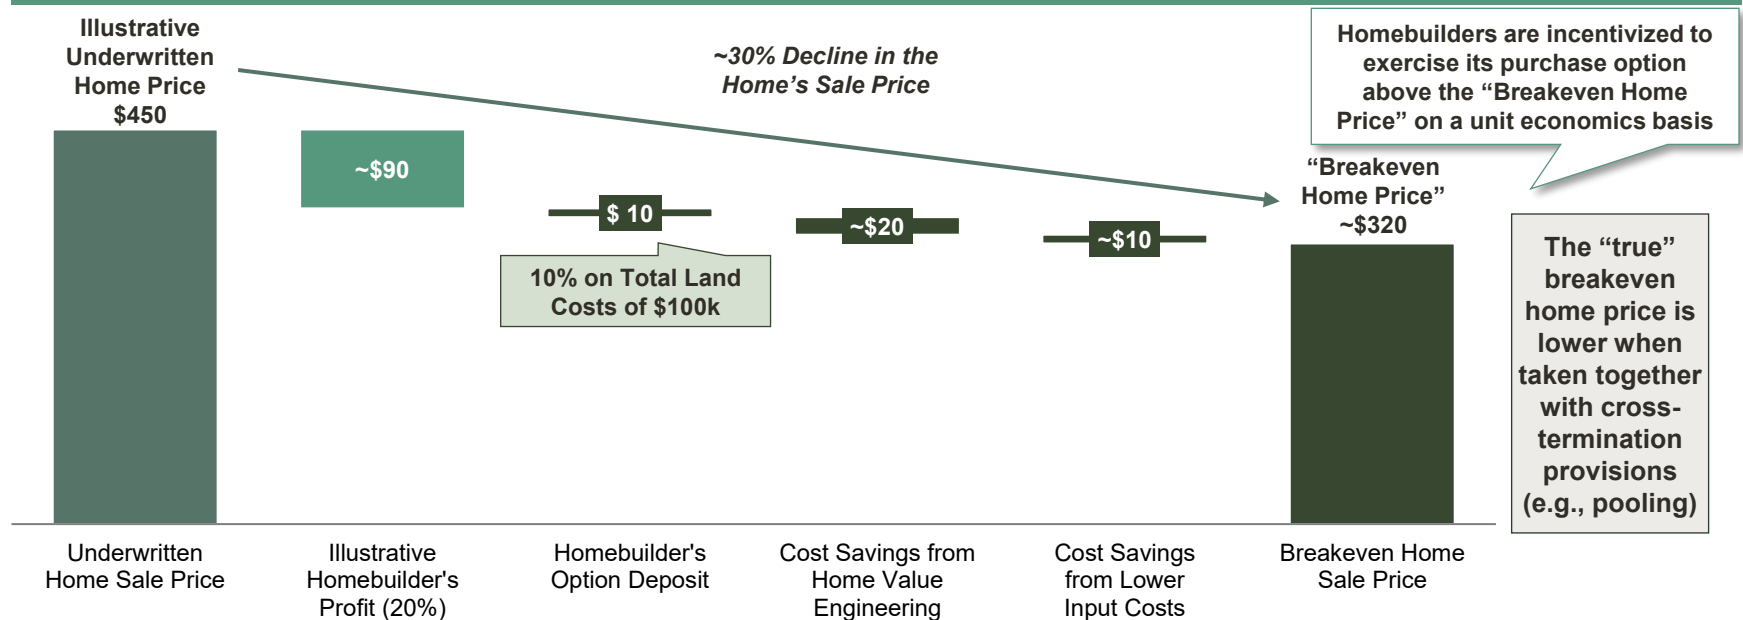 Illustrative
Underwritten
Home Price
$450
~30% Decline in the
Home’s Sale Price
Homebuilders are incentivized to
exercise its purchase option
above the “Breakeven Home
Price” on a unit economics basis
~$90
$ 10
10% on Total Land
Costs of $100k
~$20
~$10
“Breakeven
Home Price”
~$320
The “true”
breakeven
home price is
lower when
taken together
with cross-
termination
provisions
(e.g., pooling)
Underwritten
Home Sale Price
Illustrative
Homebuilder's
Profit (20%)
Homebuilder's
Option Deposit
Cost Savings from
Home Value
Engineering
Cost Savings
from Lower
Input Costs
Breakeven Home
Sale Price